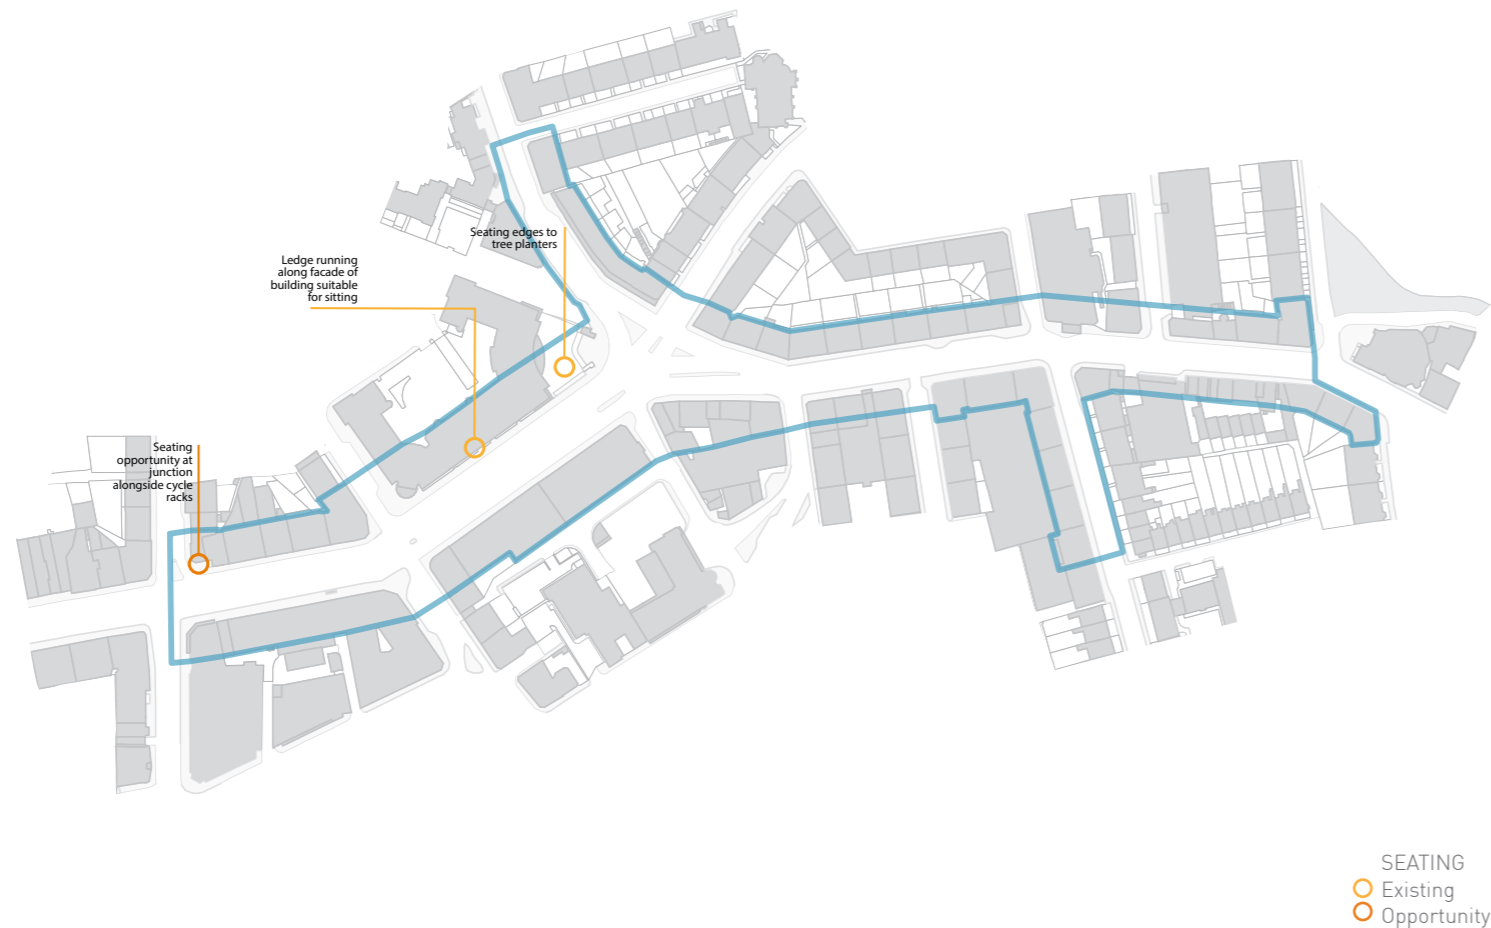 Seating edges to
tree planters
Ledge running
along facade of
building suitable
for sitting
Seating
opportunity at
junction
alongside cycle
racks
SEATING
Existing
Opportunity